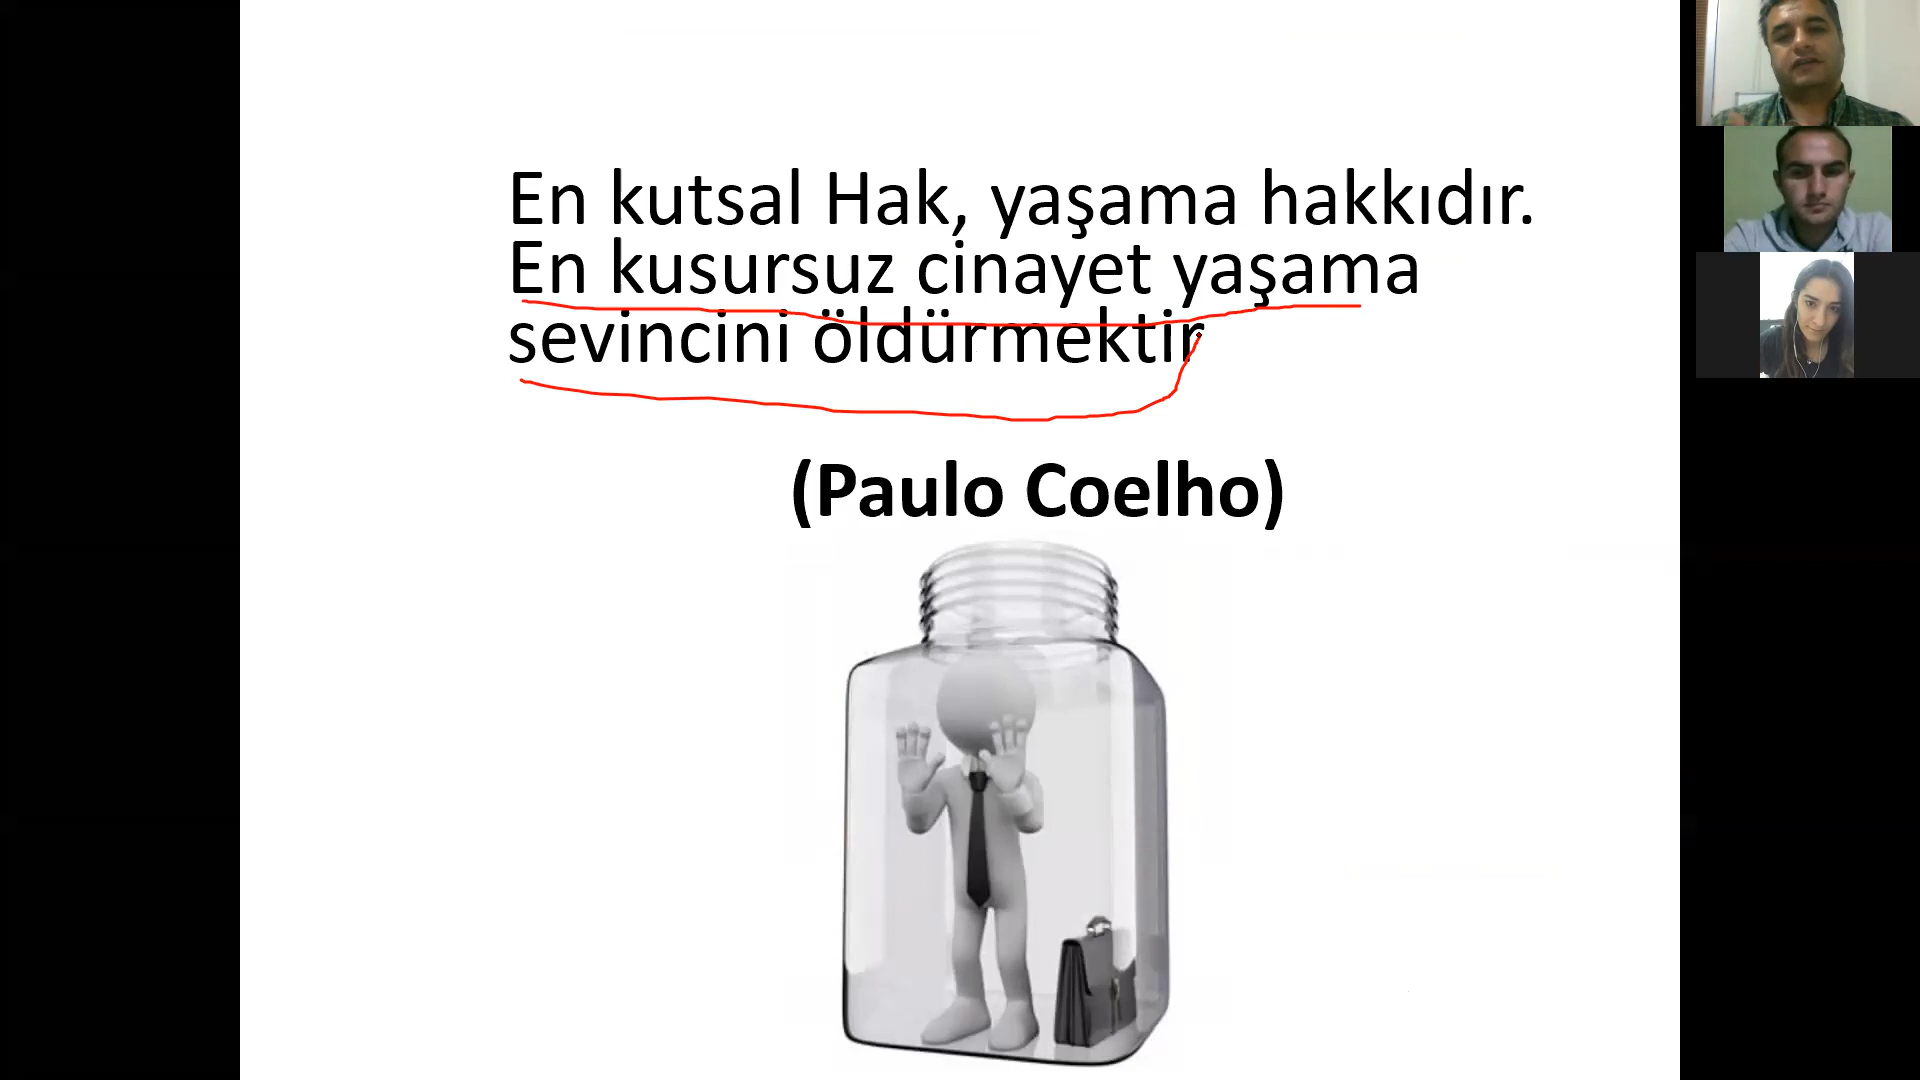 En kutsal Hak, yaşama hakkıdır.
En kusursuz cinayet yaşama
sevincini öldürmektir
(Paulo Coelho)